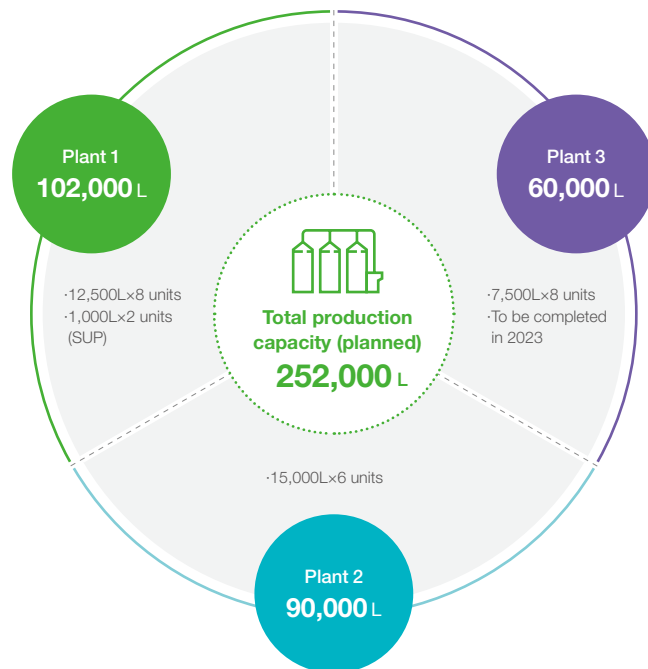 Plant 1
102,000 L
Plant 3
60,000 L
·12,500L×8 units
·1,000L×2 units
(SUP)
Total production
capacity (planned)
252,000 L
·7,500L×8 units
·To be completed
in 2023
·15,000L×6 units
Plant 2
90,000 L